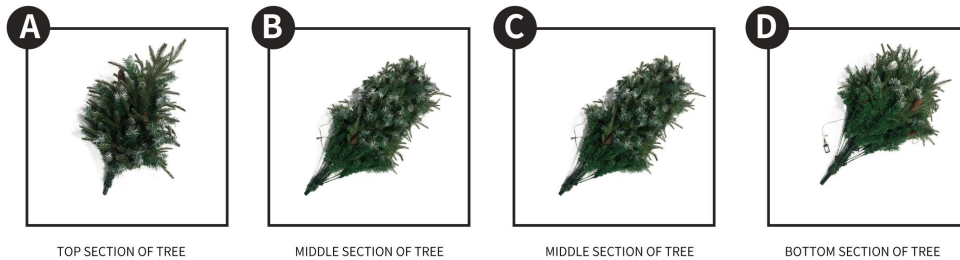 A
B
C
D
TOP SECTION OF TREE
MIDDLE SECTION OF TREE
MIDDLE SECTION OF TREE
BOTTOM SECTION OF TREE